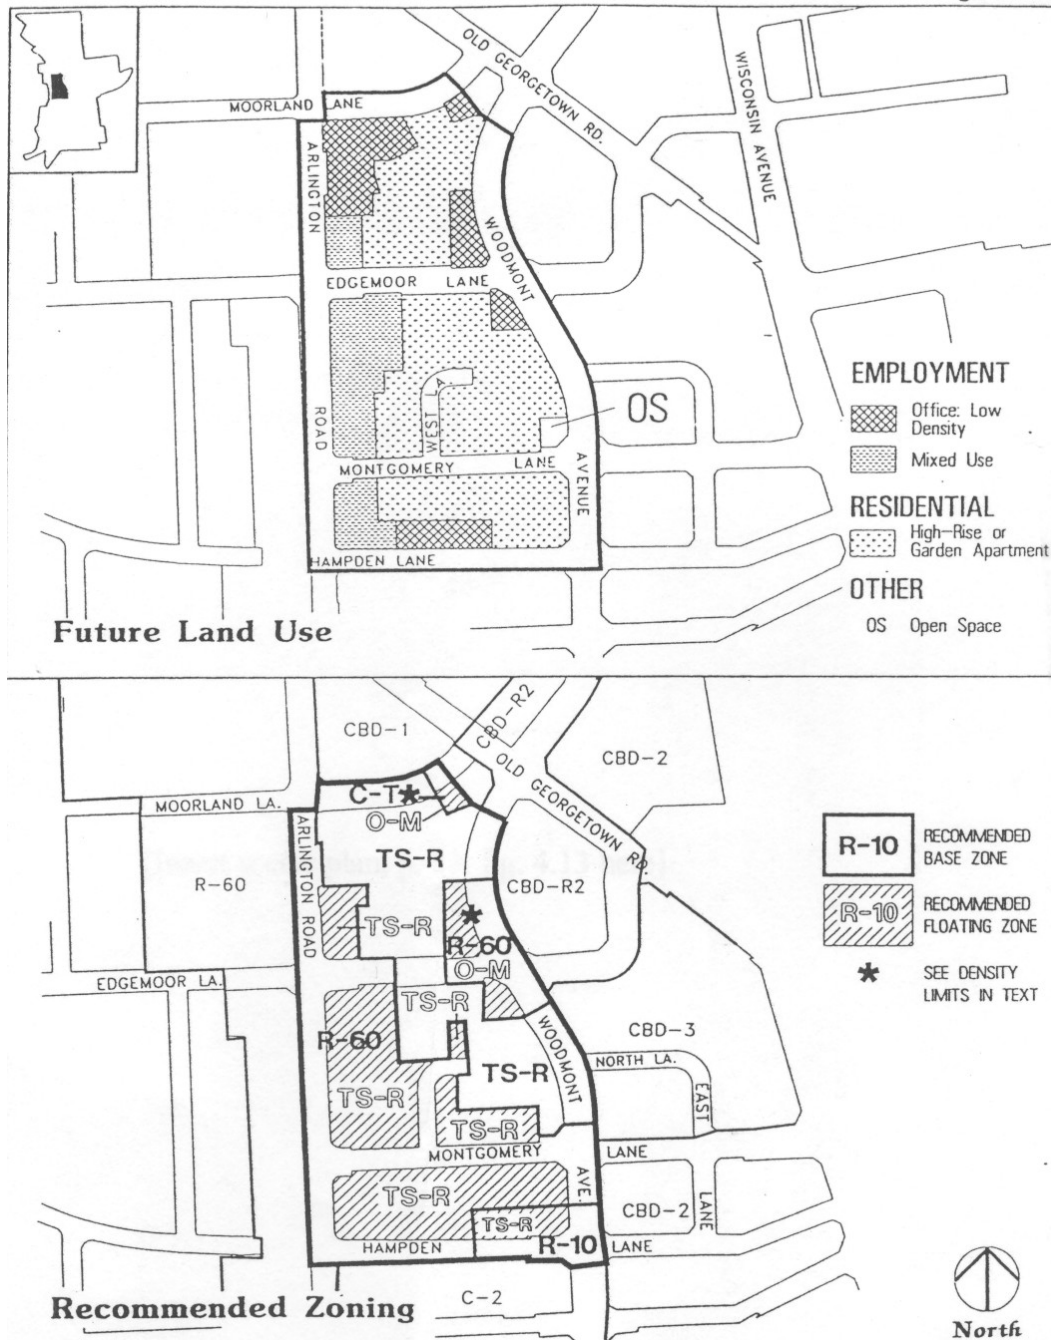 OLD GEORGETOWN RD.
WISCONSIN AVENUE
MOORLAND LANE
ARLINGTON
WOODMONT
EDGEMOOR LANE
EMPLOYMENT
Office: Low
Density
Mixed Use
RESIDENTIAL
High-Rise or
Garden Apartment
OTHER
OS Open Space
OS
WEST LA.
ROAD
MONTGOMERY LANE
AVENUE
HAMPDEN LANE
Future Land Use
CBD-1
CBD-R2
CBD-2
OLD GEORGETOWN RD.
MOORLAND LA.
C-T*
O-M
ARLINGTON ROAD
TS-R
R-60
TS-R
CBD-R2
*
R-60
O-M
EDGEMOOR LA.
TS-R
R-60
WOODMONT
CBD-3
NORTH LA.
TS-R
TS-R
EAST
TS-R
MONTGOMERY LANE
TS-R
AVE.
CBD-2
LANE
TS-R
HAMPDEN LANE
R-10
C-2
R-10 RECOMMENDED
BASE ZONE
R-10 RECOMMENDED
FLOATING ZONE
* SEE DENSITY
LIMITS IN TEXT
Recommended Zoning
North